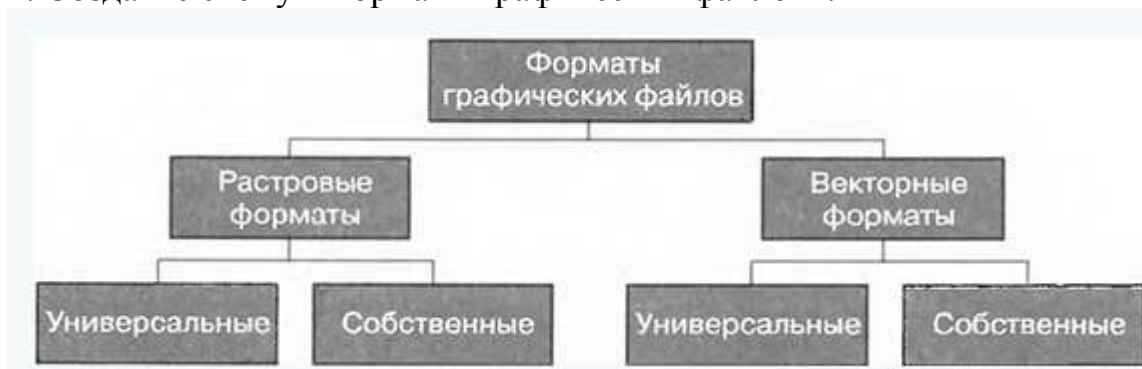 Форматы
графических файлов
Растровые
форматы
Векторные
форматы
Универсальные
Собственные
Универсальные
Собственные